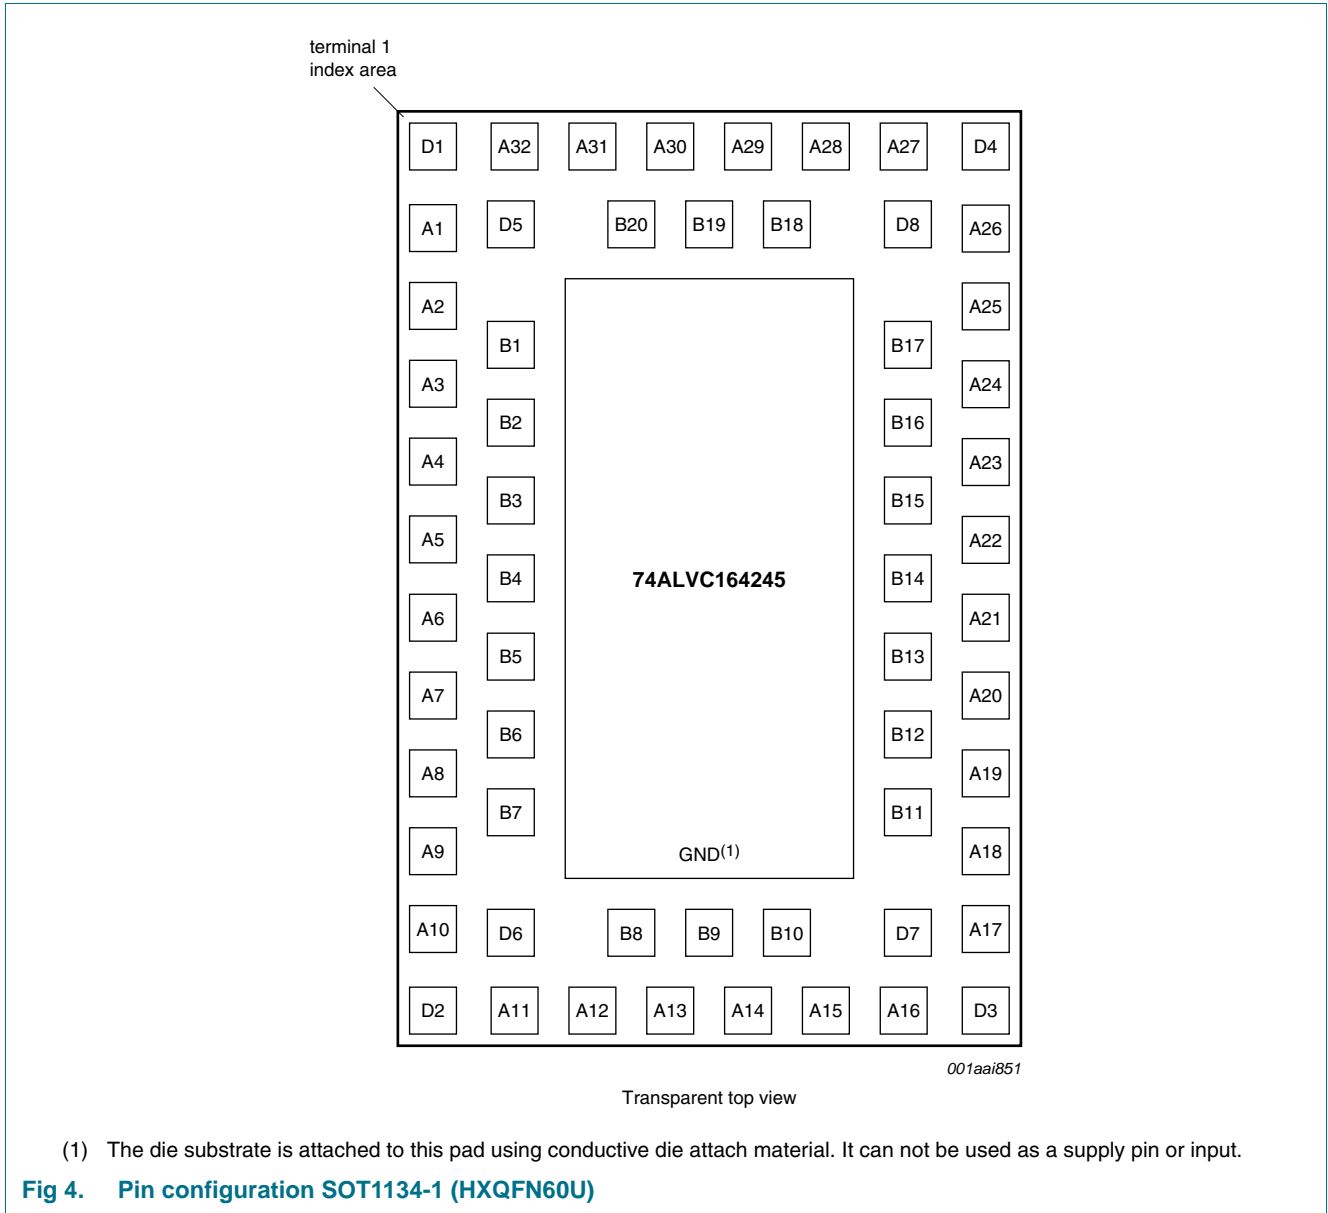 terminal 1
index area
D1 A32 A31 A30 A29 A28 A27 D4
A1 D5 B20 B19 B18 D8 A26
A2 A25
B1 B17
A3 A24
B2 B16
A4 A23
B3 B15
A5 A22
B4 74ALVC164245 B14
A6 A21
B5 B13
A7 A20
B6 B12
A8 A19
B7 B11
A9 GND(1) A18
A10 D6 B8 B9 B10 D7 A17
D2 A11 A12 A13 A14 A15 A16 D3
001aai851
Transparent top view
(1) The die substrate is attached to this pad using conductive die attach material. It can not be used as a supply pin or input.
Fig 4. Pin configuration SOT1134-1 (HXQFN60U)